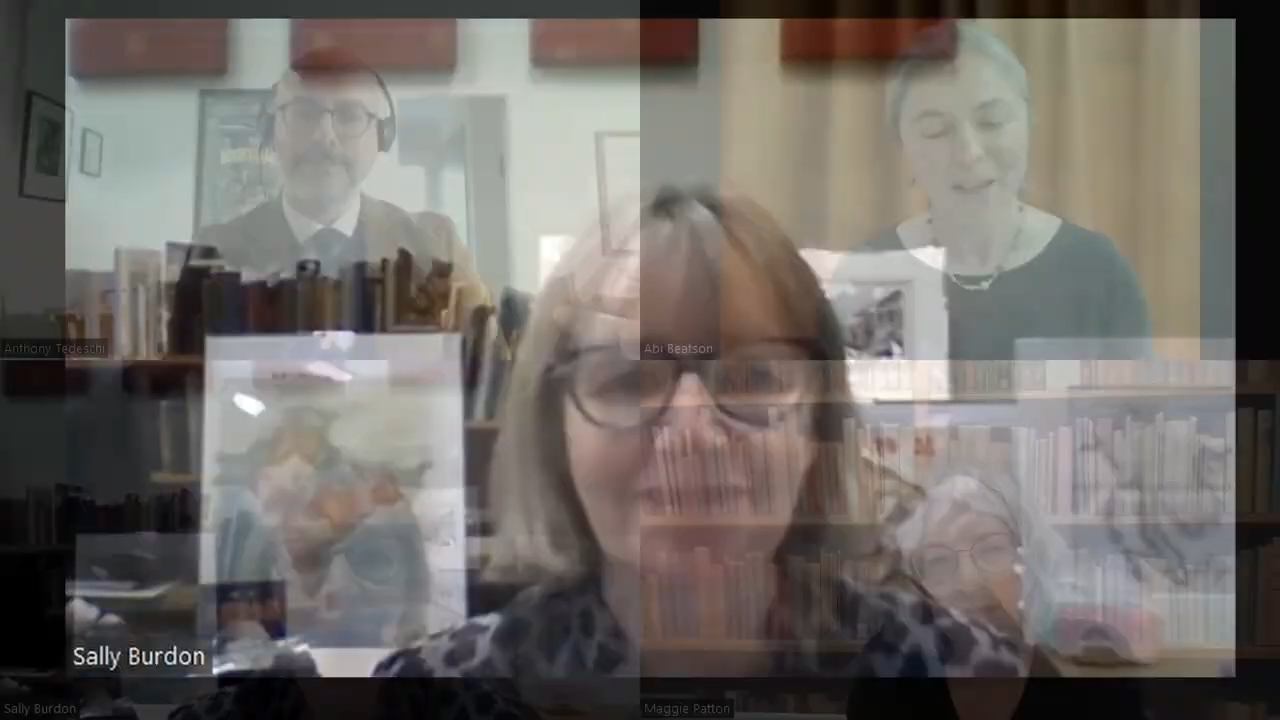 Anthony Tedeschi
Abi Beatson
Sally Burdon
Sally Burdon
Maggie Patton